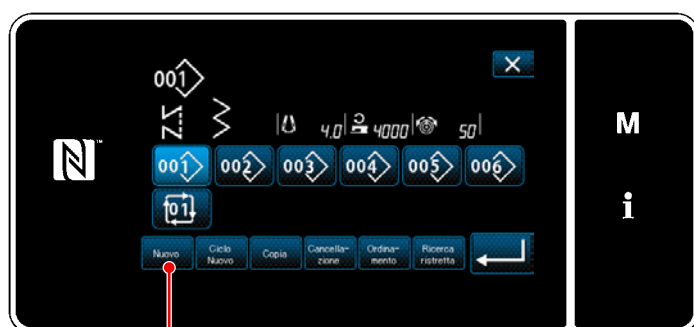 001
4.0 4000 50
M
001 002 003 004 005 006
01
i
Nuovo Ciclo Nuovo Copia Cancella-zione Ordina-mento Ricerca ristretta